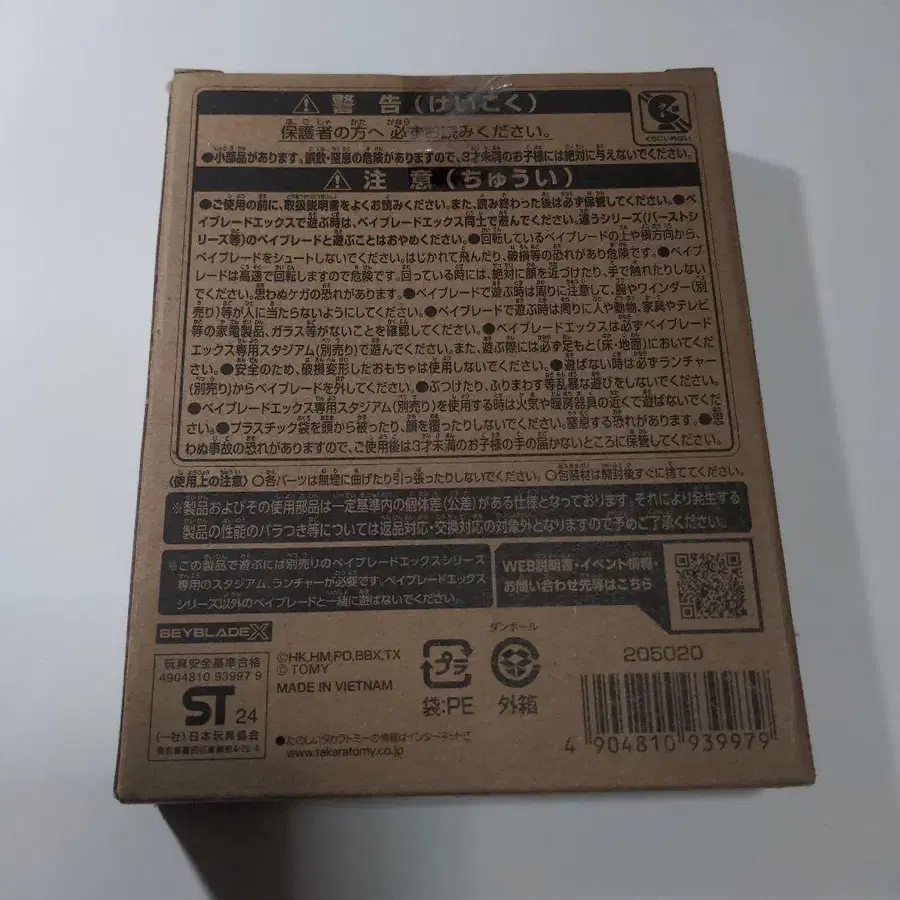 ⚠ 警告(けいこく)
保護者の方へ 必ずお読みください。
くちにいれない
●小部品があります。誤飲・窒息の危険がありますので、3才未満のお子様には絶対に与えないでください。
⚠ 注意(ちゅうい)
●ご使用の前に、取扱説明書をよくお読みください。また、読み終わった後は必ず保管してください。●ベ
イブレードエックスで遊ぶ時は、ベイブレードエックス同士で遊んでください。違うシリーズ(バーストシ
リーズ等)のベイブレードと遊ぶことはおやめください。●回転しているベイブレードの上や横方向から、
ベイブレードをシュートしないでください。はじかれて飛んだり、破損等の恐れがあり危険です。●ベイブ
レードは高速で回転しますので危険です。回っている時には、絶対に顔を近づけたり、手で触れたりしない
でください。思わぬケガの恐れがあります。●ベイブレードで遊ぶ時は周りに注意して、腕やワインダー(別
売り)等が人に当たらないようにしてください。●ベイブレードで遊ぶ時は周りに人や動物、家具やテレビ
等の家電製品、ガラス等がないことを確認してください。●ベイブレードエックスは必ずベイブレード
エックス専用スタジアム(別売り)で遊んでください。また、遊ぶ際には必ず足もと(床・地面)においてくだ
さい。●安全のため、破損変形したおもちゃは使用しないでください。●遊ばない時は必ずランチャー
(別売り)からベイブレードを外してください。●ぶつけたり、ふりまわす等乱暴な遊びをしないでください。
●ベイブレードエックス専用スタジアム(別売り)を使用する時は火気や暖房器具の近くで遊ばないでくだ
さい。●プラスチック袋を頭から被ったり、顔を覆ったりしないでください。窒息する恐れがあります。●思
わぬ事故の恐れがありますので、ご使用後は3才未満のお子様の手の届かないところに保管してください。
〈使用上の注意〉○各パーツは無理に曲げたり引っ張ったりしないでください。○包装材は開封後すぐに捨ててください。
※製品およびその使用部品は一定基準内の個体差(公差)がある仕様となっております。それにより発生する
製品の性能のバラつき等については返品対応・交換対応の対象外となりますので予めご了承ください。
※この製品で遊ぶには別売りのベイブレードエックスシリーズ
専用のスタジアム、ランチャーが必要です。ベイブレードエックス
シリーズ以外のベイブレードと一緒に遊ばないでください。
WEB説明書・イベント情報・
お問い合わせ先等はこちら
BEYBLADE X
玩具安全基準合格
4904810 93997 9
ST 24
(一社)日本玩具協会
©HK,HM,PD,BBX,TX
© TOMY
MADE IN VIETNAM
●たのしいタカラトミーの情報はインターネットで
www.takaratomy.co.jp
プラ
袋:PE
ダンボール
外箱
205020
4 904810 939979